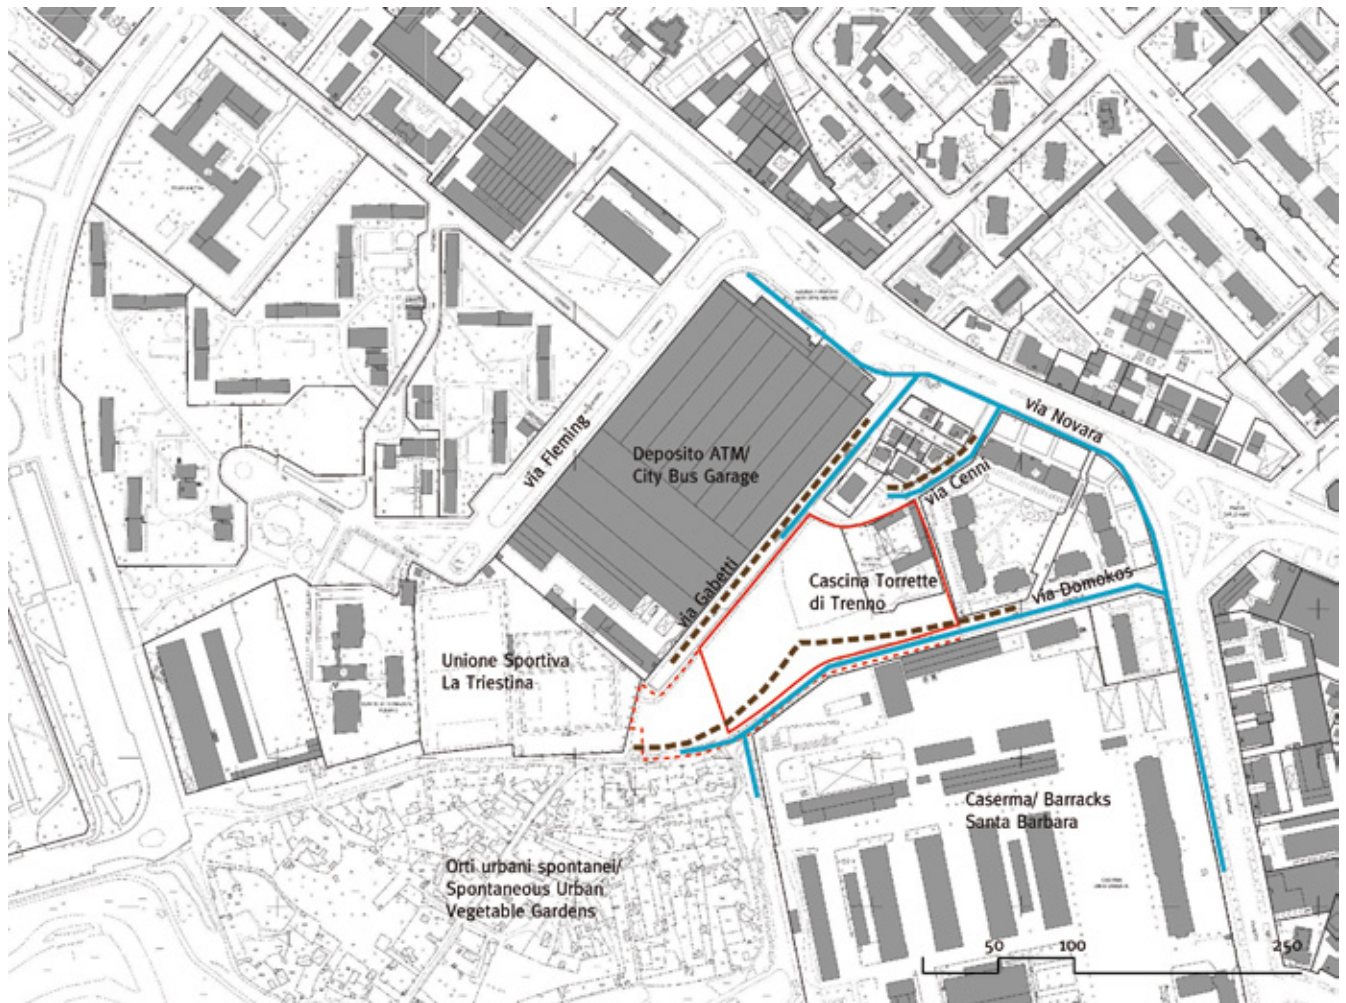 via Novara
via Fleming
Deposito ATM/
City Bus Garage
via Cenni
via Gabetti
Cascina Torrette
di Trenno
via Domokos
Unione Sportiva
La Triestina
Caserma/ Barracks
Santa Barbara
Orti urbani spontanei/
Spontaneous Urban
Vegetable Gardens
50 100 250